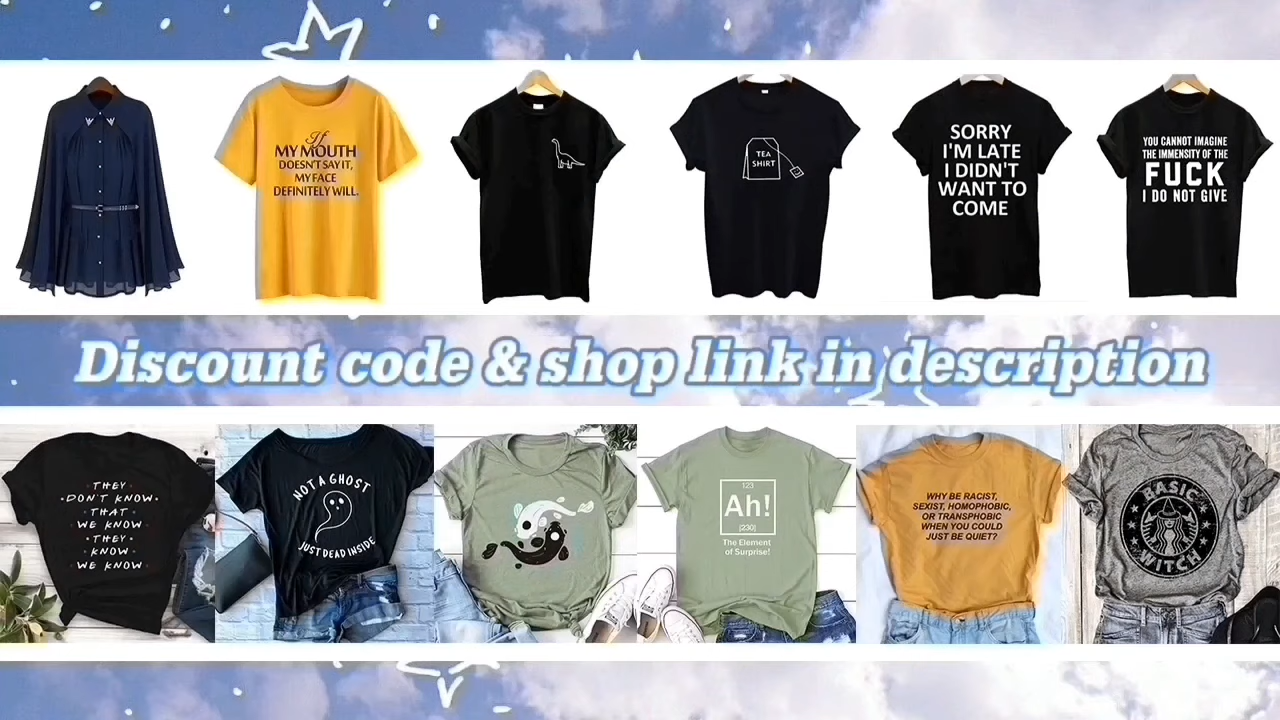 If
MY MOUTH
DOESN'T SAY IT,
MY FACE
DEFINITELY WILL.
TEA
SHIRT
SORRY
I'M LATE
I DIDN'T
WANT TO
COME
YOU CANNOT IMAGINE
THE IMMENSITY OF THE
FUCK
I DO NOT GIVE
Discount code & shop link in description
THEY
•DON'T KNOW•
• THAT •
• WE KNOW •
• THEY •
• KNOW •
• WE KNOW •
NOT A GHOST
JUST DEAD INSIDE
123
Ah!
[230]
The Element
of Surprise!
WHY BE RACIST,
SEXIST, HOMOPHOBIC,
OR TRANSPHOBIC
WHEN YOU COULD
JUST BE QUIET?
BASIC
WITCH